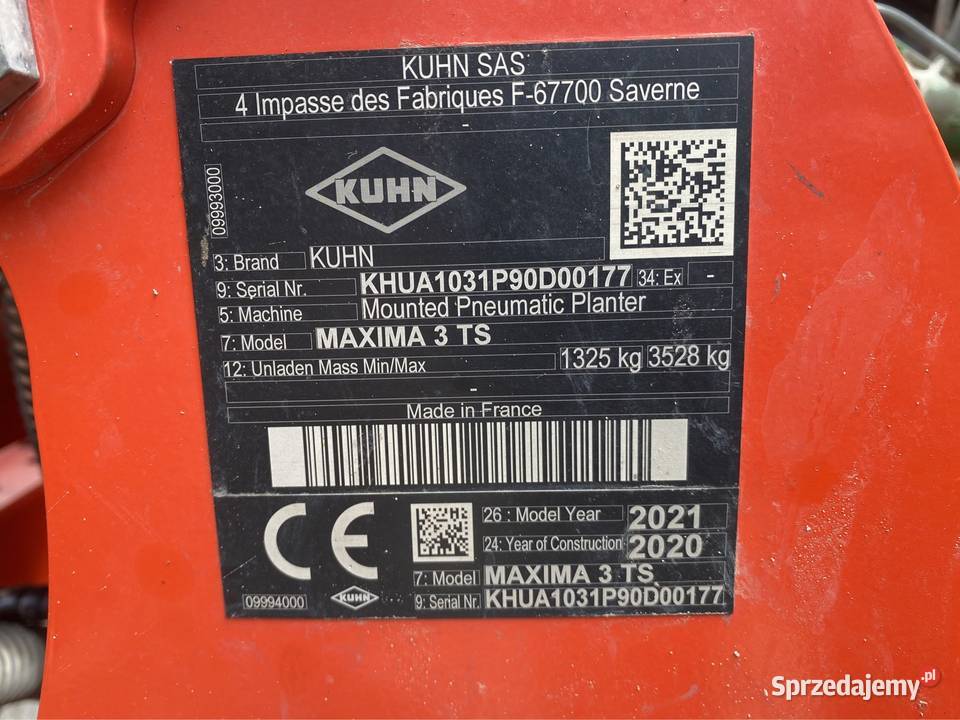 KUHN SAS
4 Impasse des Fabriques F-67700 Saverne
-
09993000
KUHN
3: Brand KUHN
9: Serial Nr. KHUA1031P90D00177 34: Ex -
5: Machine Mounted Pneumatic Planter
7: Model MAXIMA 3 TS
12: Unladen Mass Min/Max 1325 kg 3528 kg
-
Made in France
CE
26 : Model Year 2021
24: Year of Construction 2020
7: Model MAXIMA 3 TS
09994000 KUHN 9: Serial Nr. KHUA1031P90D00177
Sprzedajemy.pl